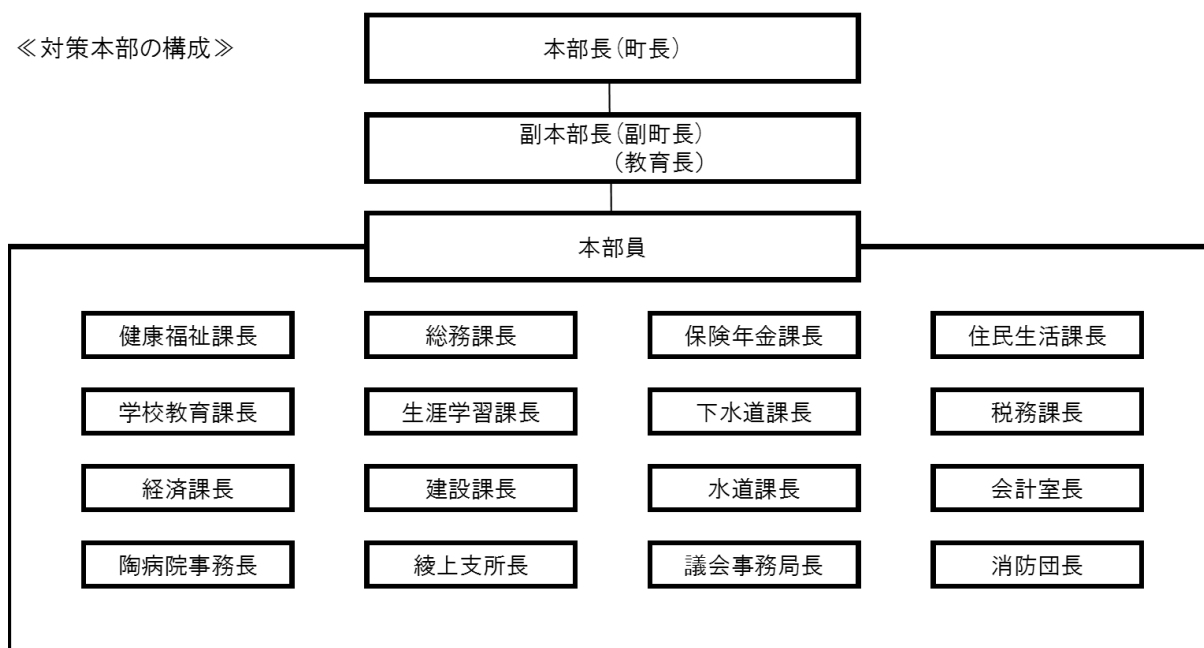 ≪対策本部の構成≫
本部長（町長）
副本部長（副町長）
（教育長）
本部員
健康福祉課長
総務課長
保険年金課長
住民生活課長
学校教育課長
生涯学習課長
下水道課長
税務課長
経済課長
建設課長
水道課長
会計室長
陶病院事務長
綾上支所長
議会事務局長
消防団長